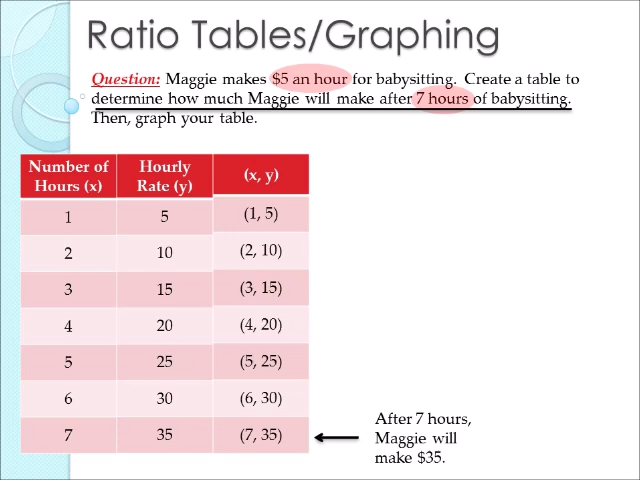 Ratio Tables/Graphing
Question: Maggie makes $5 an hour for babysitting. Create a table to
determine how much Maggie will make after 7 hours of babysitting.
Then, graph your table.
Number of Hours (x) Hourly Rate (y) (x, y)
1 5 (1, 5)
2 10 (2, 10)
3 15 (3, 15)
4 20 (4, 20)
5 25 (5, 25)
6 30 (6, 30)
7 35 (7, 35)
After 7 hours,
Maggie will
make $35.